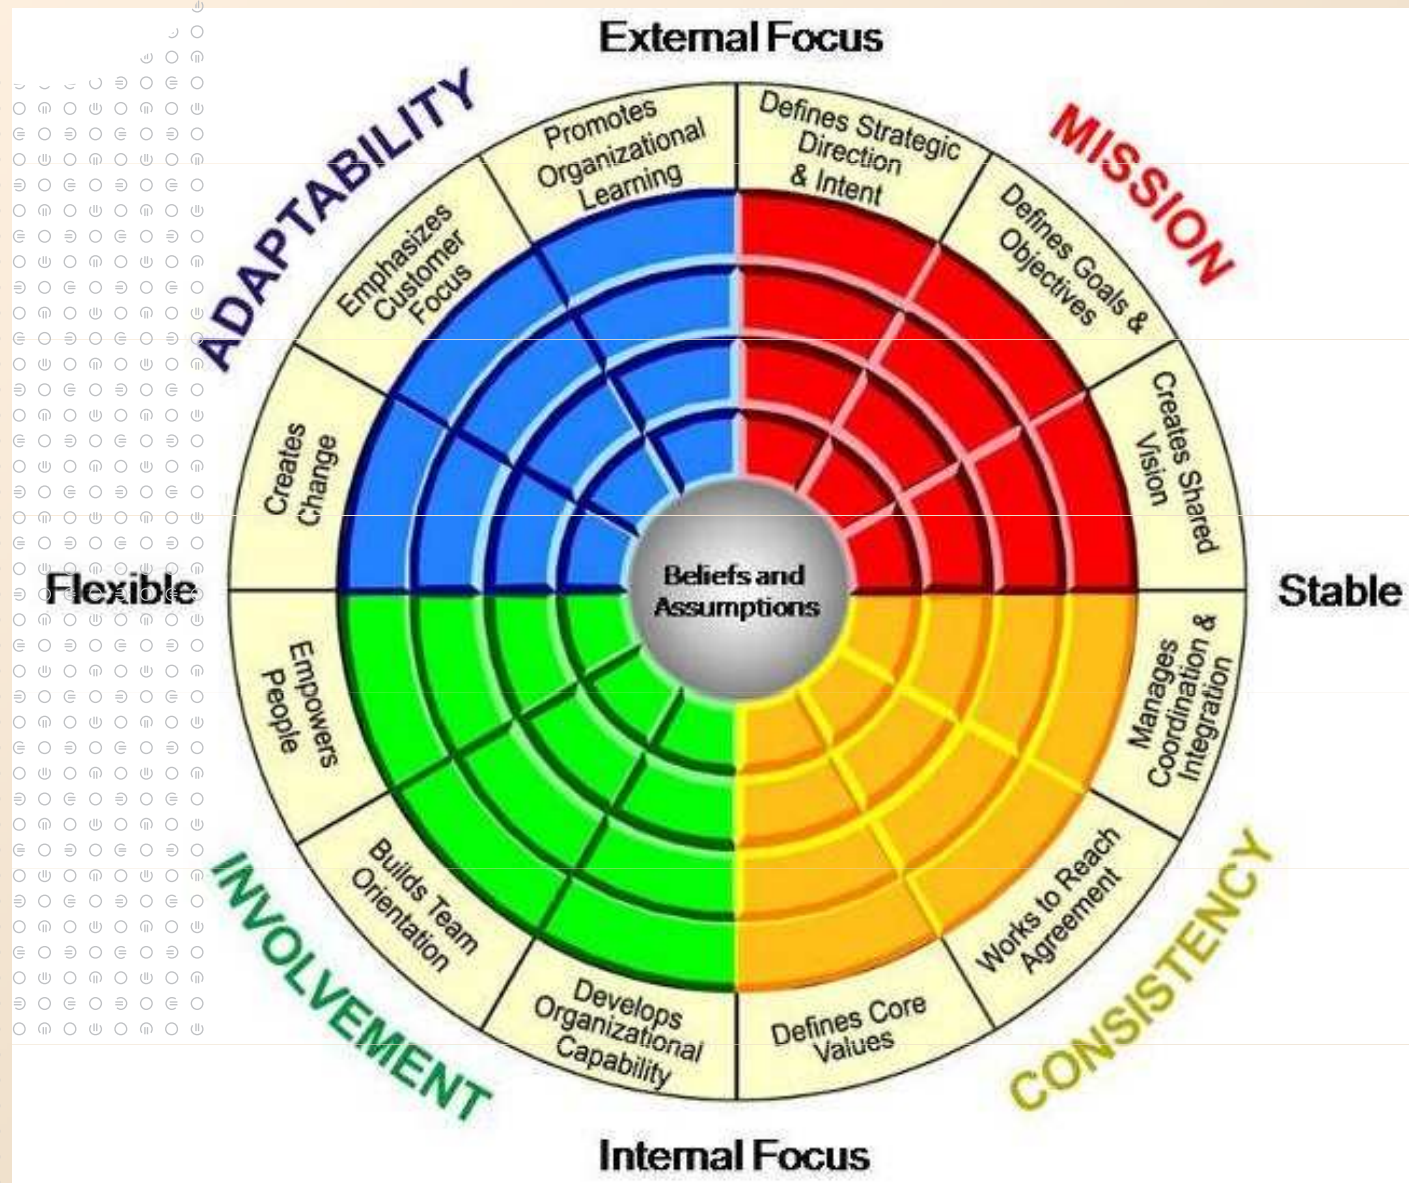 External Focus
ADAPTABILITY
MISSION
Promotes
Organizational
Learning
Defines Strategic
Direction
& Intent
Emphasizes
Customer
Focus
Defines Goals &
Objectives
Creates
Change
Creates Shared
Vision
Flexible
Beliefs and
Assumptions
Stable
Empowers
People
Manages
Coordination &
Integration
Builds Team
Orientation
Works to Reach
Agreement
Develops
Organizational
Capability
Defines Core
Values
INVOLVEMENT
CONSISTENCY
Internal Focus